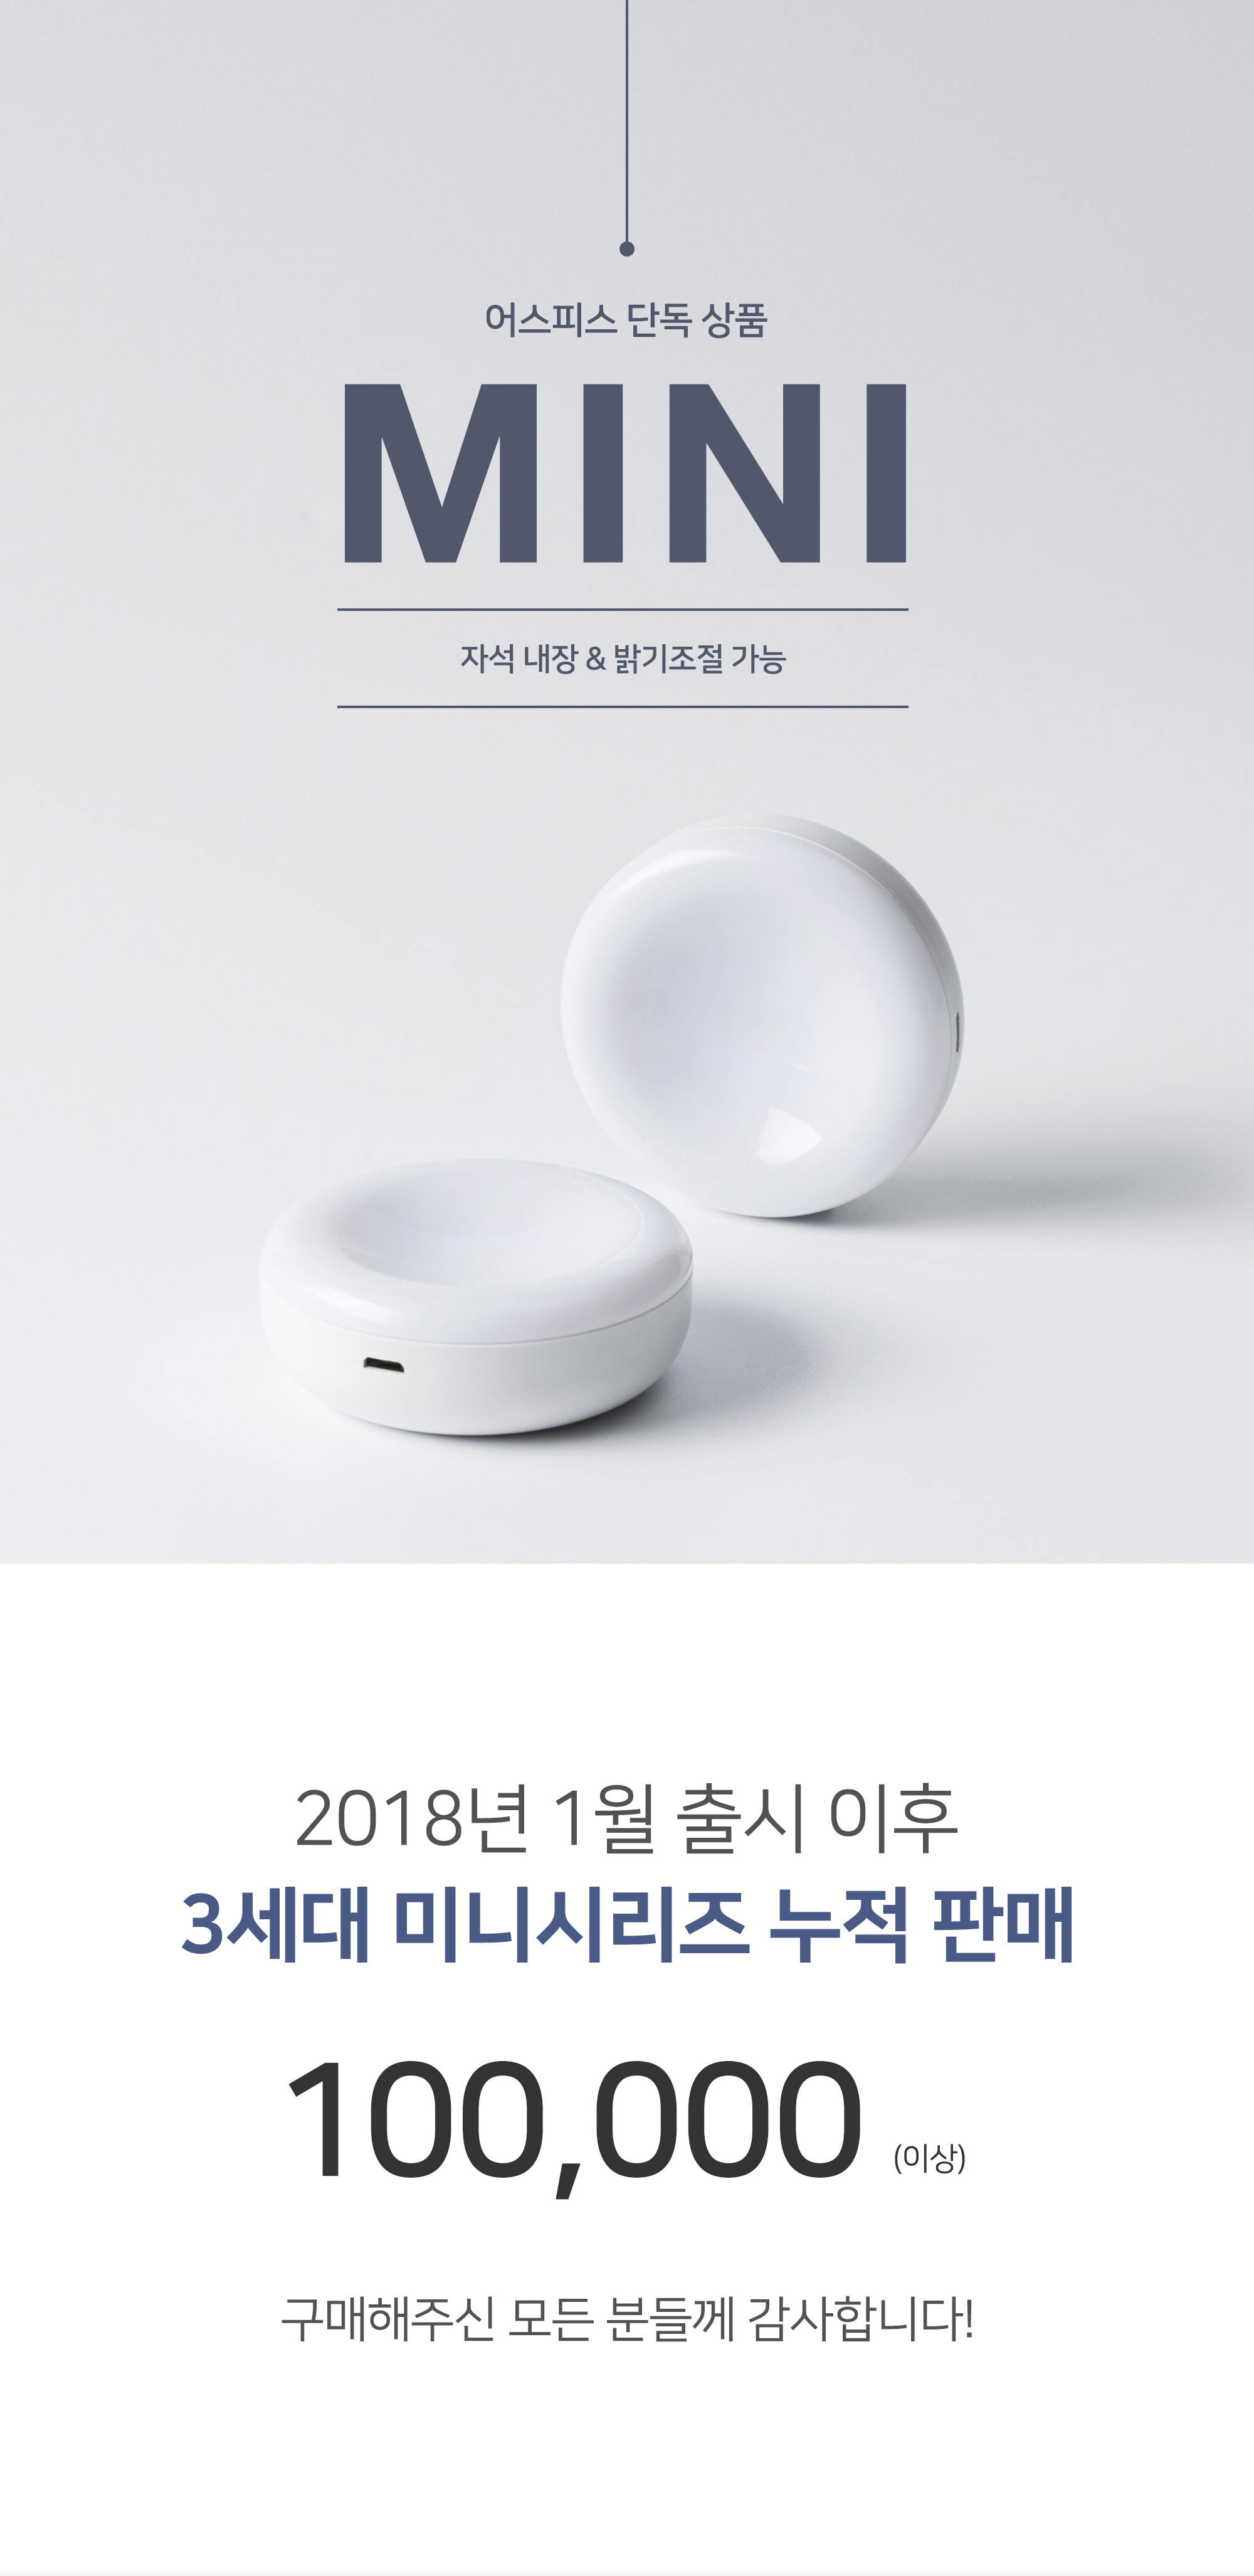 어스피스 단독 상품
MINI
자석 내장 & 밝기조절 가능
2018년 1월 출시 이후
3세대 미니시리즈 누적 판매
100,000 (이상)
구매해주신 모든 분들께 감사합니다!